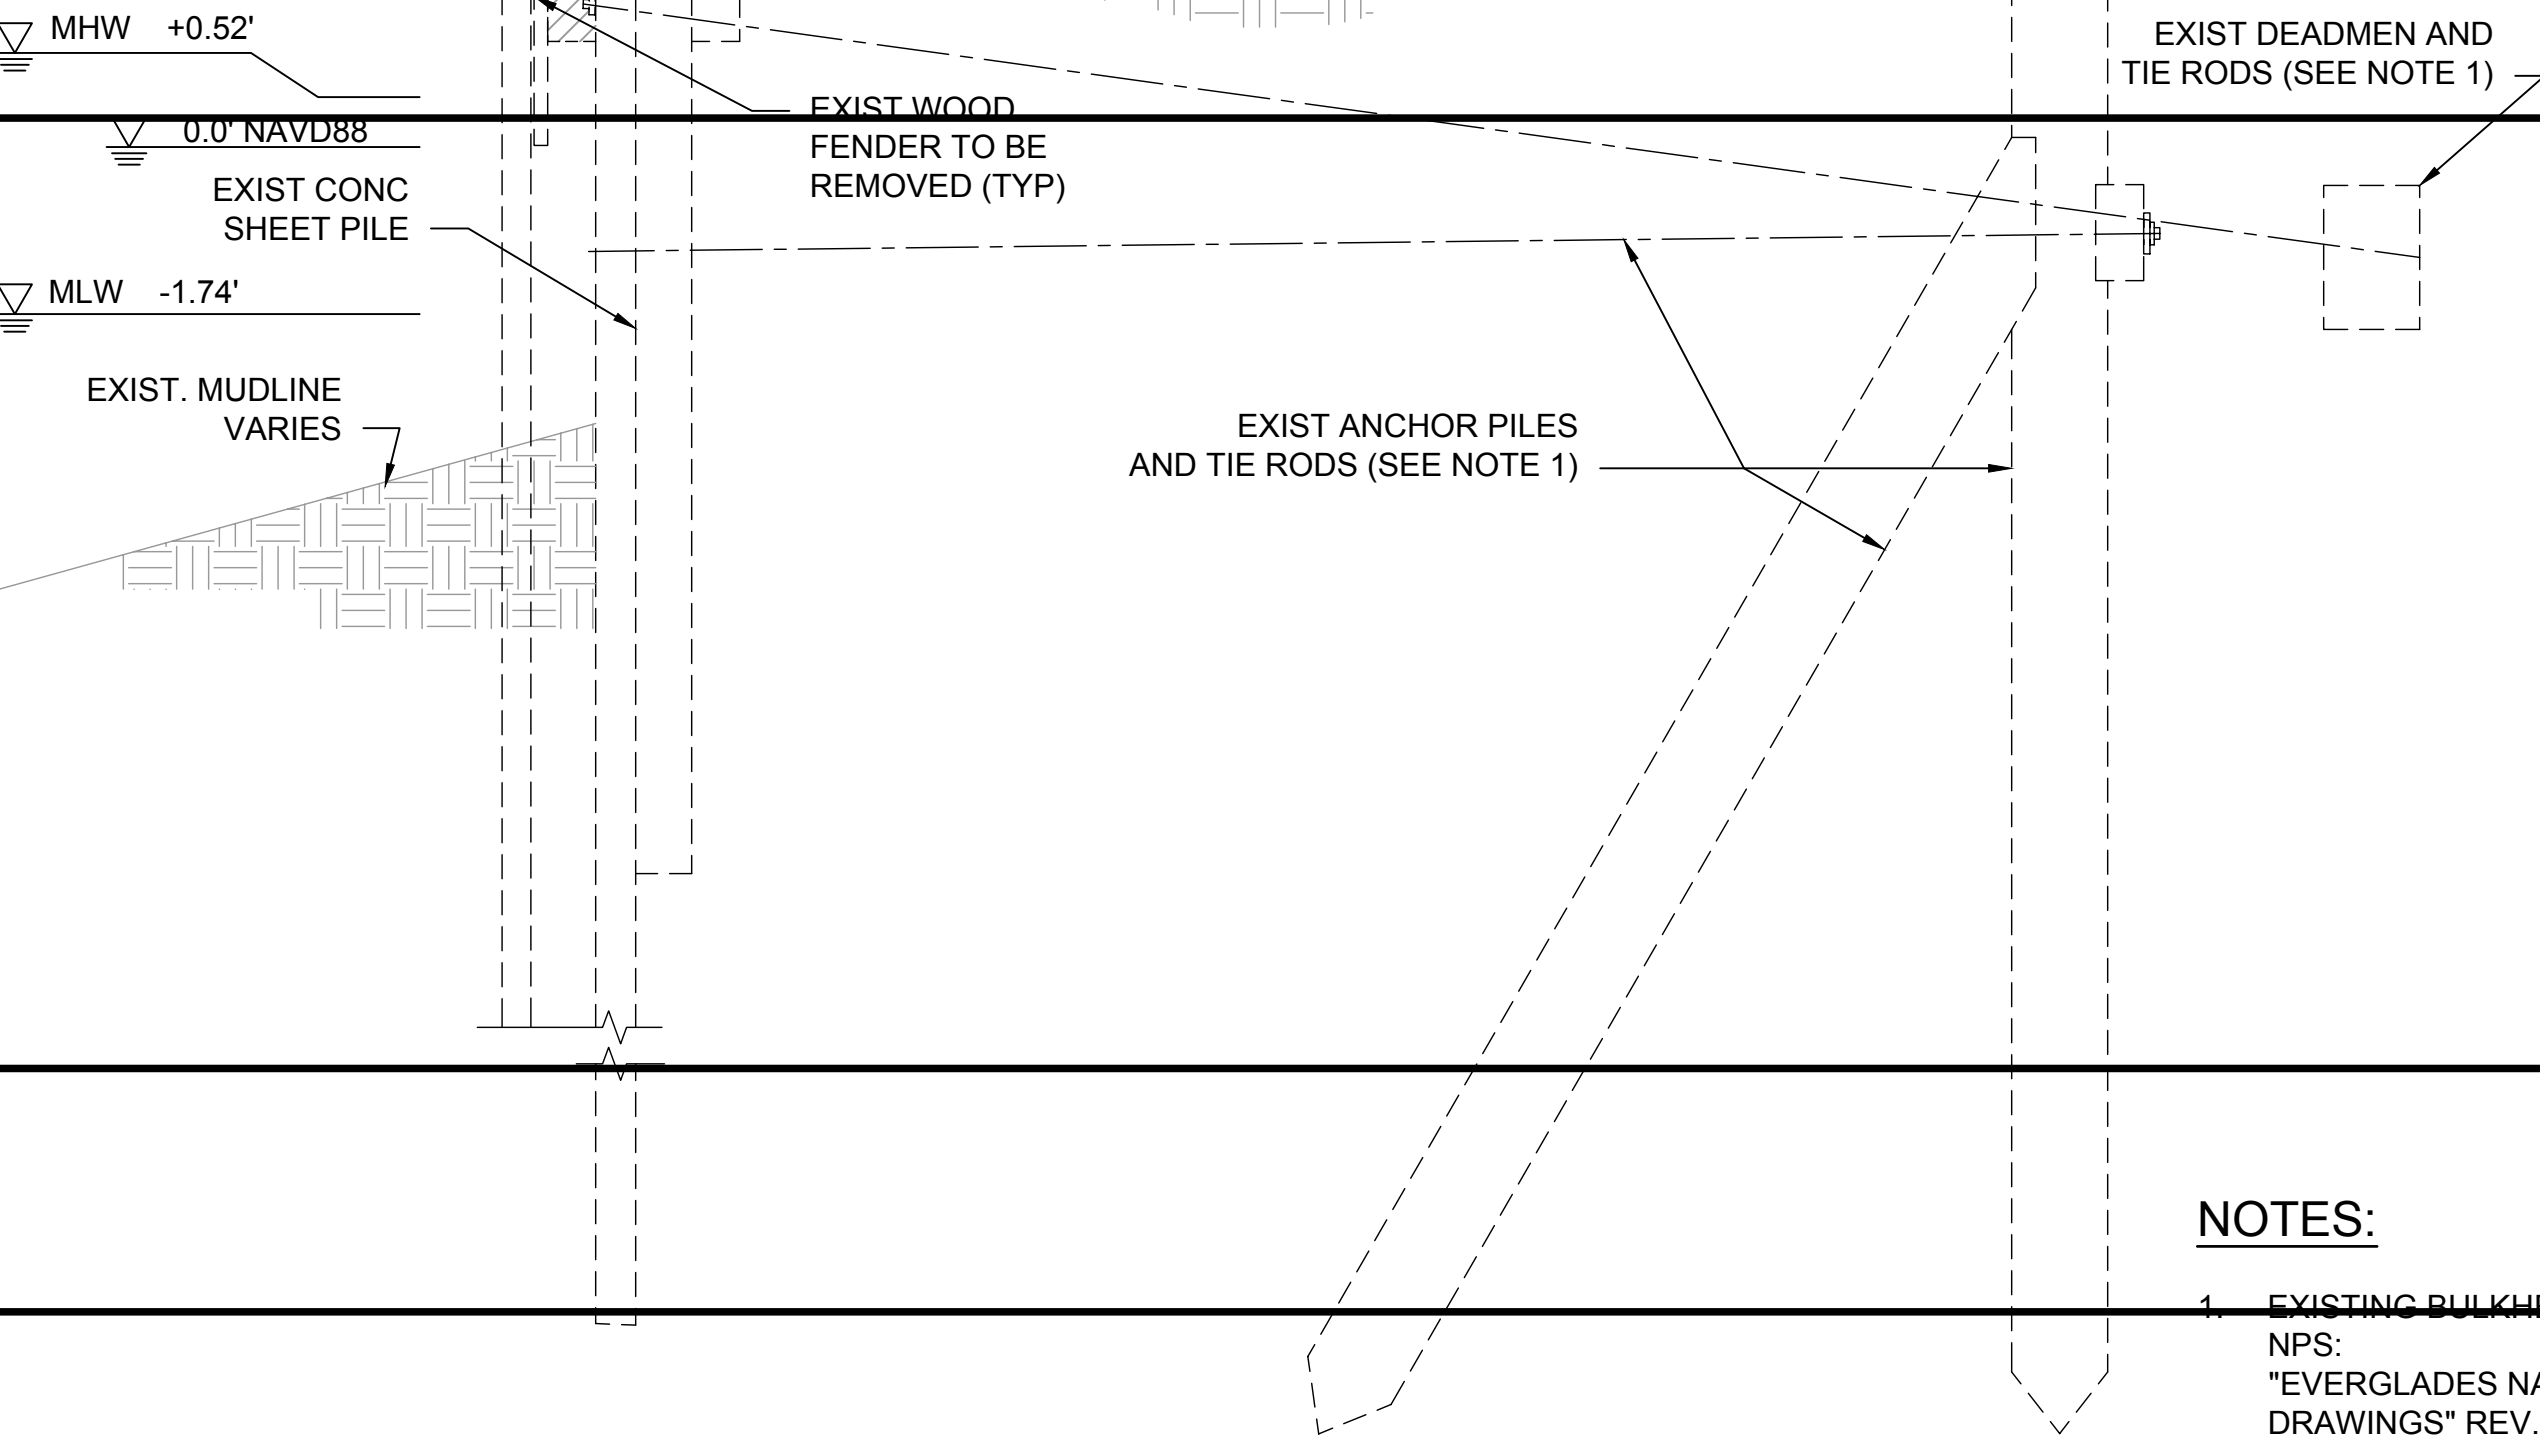 MHW +0.52'
EXIST DEADMEN AND
TIE RODS (SEE NOTE 1)
EXIST WOOD
FENDER TO BE
REMOVED (TYP)
0.0' NAVD88
EXIST CONC
SHEET PILE
MLW -1.74'
EXIST. MUDLINE
VARIES
EXIST ANCHOR PILES
AND TIE RODS (SEE NOTE 1)
NOTES:
1. EXISTING
NPS:
"EVERGLADES
DRAWINGS" REV.